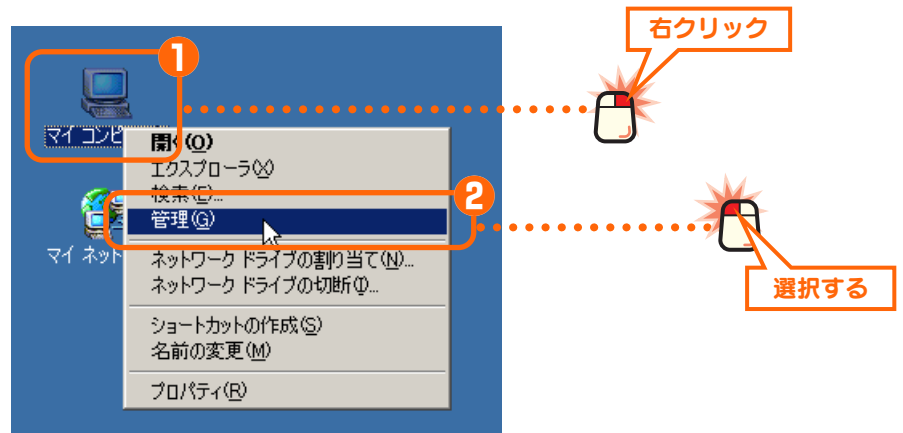 右クリック
1
マイ コンピ
開く(O)
エクスプローラ(X)
検索(E)...
2
管理(G)
マイ ネット
ネットワーク ドライブの割り当て(N)...
ネットワーク ドライブの切断(I)...
選択する
ショートカットの作成(S)
名前の変更(M)
プロパティ(R)